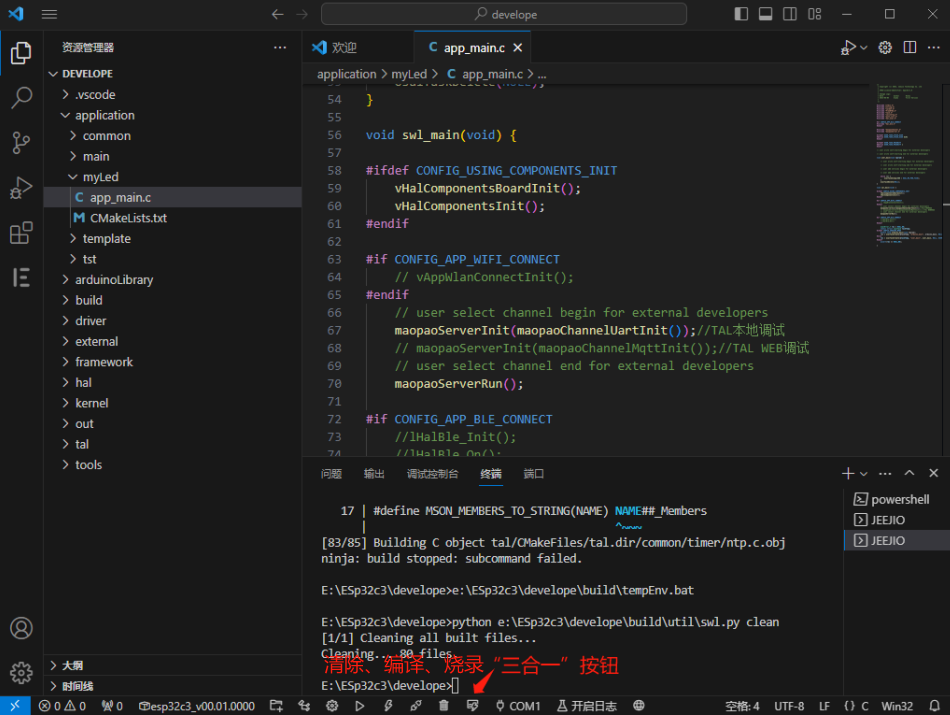 develope
资源管理器
DEVELOPE
.vscode
application
common
main
myLed
app_main.c
CMakeLists.txt
template
tst
arduinoLibrary
build
driver
external
framework
hal
kernel
out
tal
tools
大纲
时间线
欢迎
app_main.c
application > myLed > C app_main.c > ...
54 }
55
56 void swl_main(void) {
57
58 #ifdef CONFIG_USING_COMPONENTS_INIT
59 vHalComponentsBoardInit();
60 vHalComponentsInit();
61 #endif
62
63 #if CONFIG_APP_WIFI_CONNECT
64 // vAppWlanConnectInit();
65 #endif
66 // user select channel begin for external developers
67 maopaoServerInit(maopaoChannelUartInit());//TAL本地调试
68 // maopaoServerInit(maopaoChannelMqttInit());//TAL WEB调试
69 // user select channel end for external developers
70 maopaoServerRun();
71
72 #if CONFIG_APP_BLE_CONNECT
73 //lHalBle_Init();
74 //lHalBle_On();
问题 输出 调试控制台 终端 端口
17 | #define MSON_MEMBERS_TO_STRING(NAME) NAME##_Members
| ^~~~~
[83/85] Building C object tal/CMakeFiles/tal.dir/common/timer/ntp.c.obj
ninja: build stopped: subcommand failed.
E:\ESp32c3\develope>e:\ESp32c3\develope\build\tempEnv.bat
E:\ESp32c3\develope>python e:\ESp32c3\develope\build\util\swl.py clean
[1/1] Cleaning all built files...
Cleaning... 80 files.
清除、编译、烧录“三合一”按钮
E:\ESp32c3\develope>
powershell
JEEJIO
JEEJIO
0 0 0 esp32c3_v00.01.0000 COM1 开启日志 空格: 4 UTF-8 LF {} C Win32